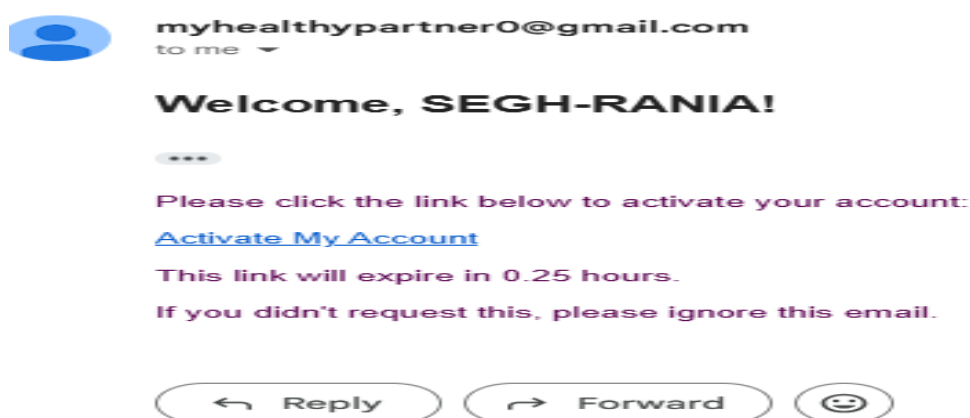 myhealthypartner0@gmail.com
to me
Welcome, SEGH-RANIA!
Please click the link below to activate your account:
Activate My Account
This link will expire in 0.25 hours.
If you didn't request this, please ignore this email.
Reply Forward